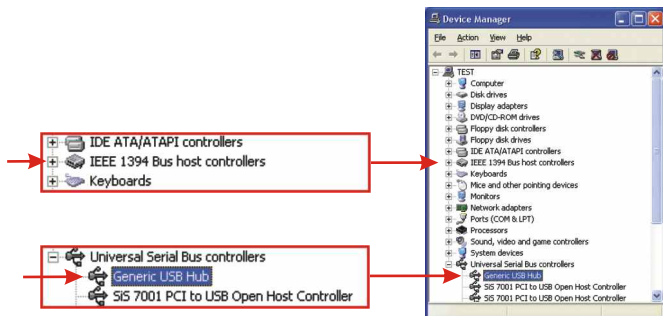 IDE ATA/ATAPI controllers
IEEE 1394 Bus host controllers
Keyboards
Universal Serial Bus controllers
Generic USB Hub
SiS 7001 PCI to USB Open Host Controller
Device Manager
File Action View Help
TEST
Computer
Disk drives
Display adapters
DVD/CD-ROM drives
Floppy disk controllers
Floppy disk drives
IDE ATA/ATAPI controllers
IEEE 1394 Bus host controllers
Keyboards
Mice and other pointing devices
Monitors
Network adapters
Ports (COM & LPT)
Processors
Sound, video and game controllers
System devices
Universal Serial Bus controllers
Generic USB Hub
SiS 7001 PCI to USB Open Host Controller
SiS 7001 PCI to USB Open Host Controller